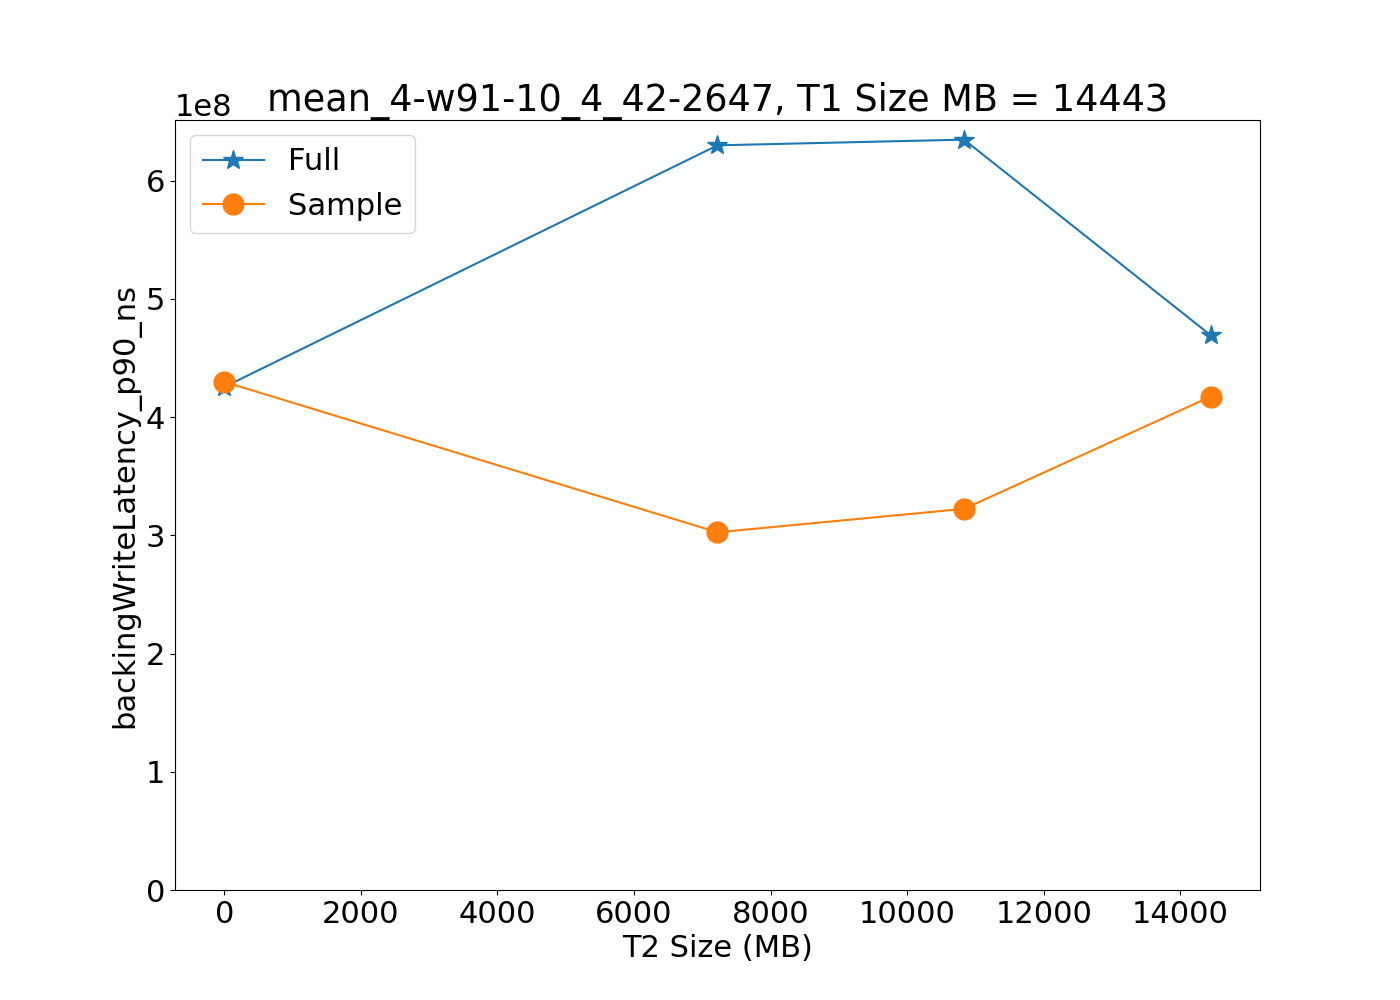 1e8
mean_4-w91-10_4_42-2647, T1 Size MB = 14443
Full
Sample
backingWriteLatency_p90_ns
6
5
4
3
2
1
0
0 2000 4000 6000 8000 10000 12000 14000
T2 Size (MB)